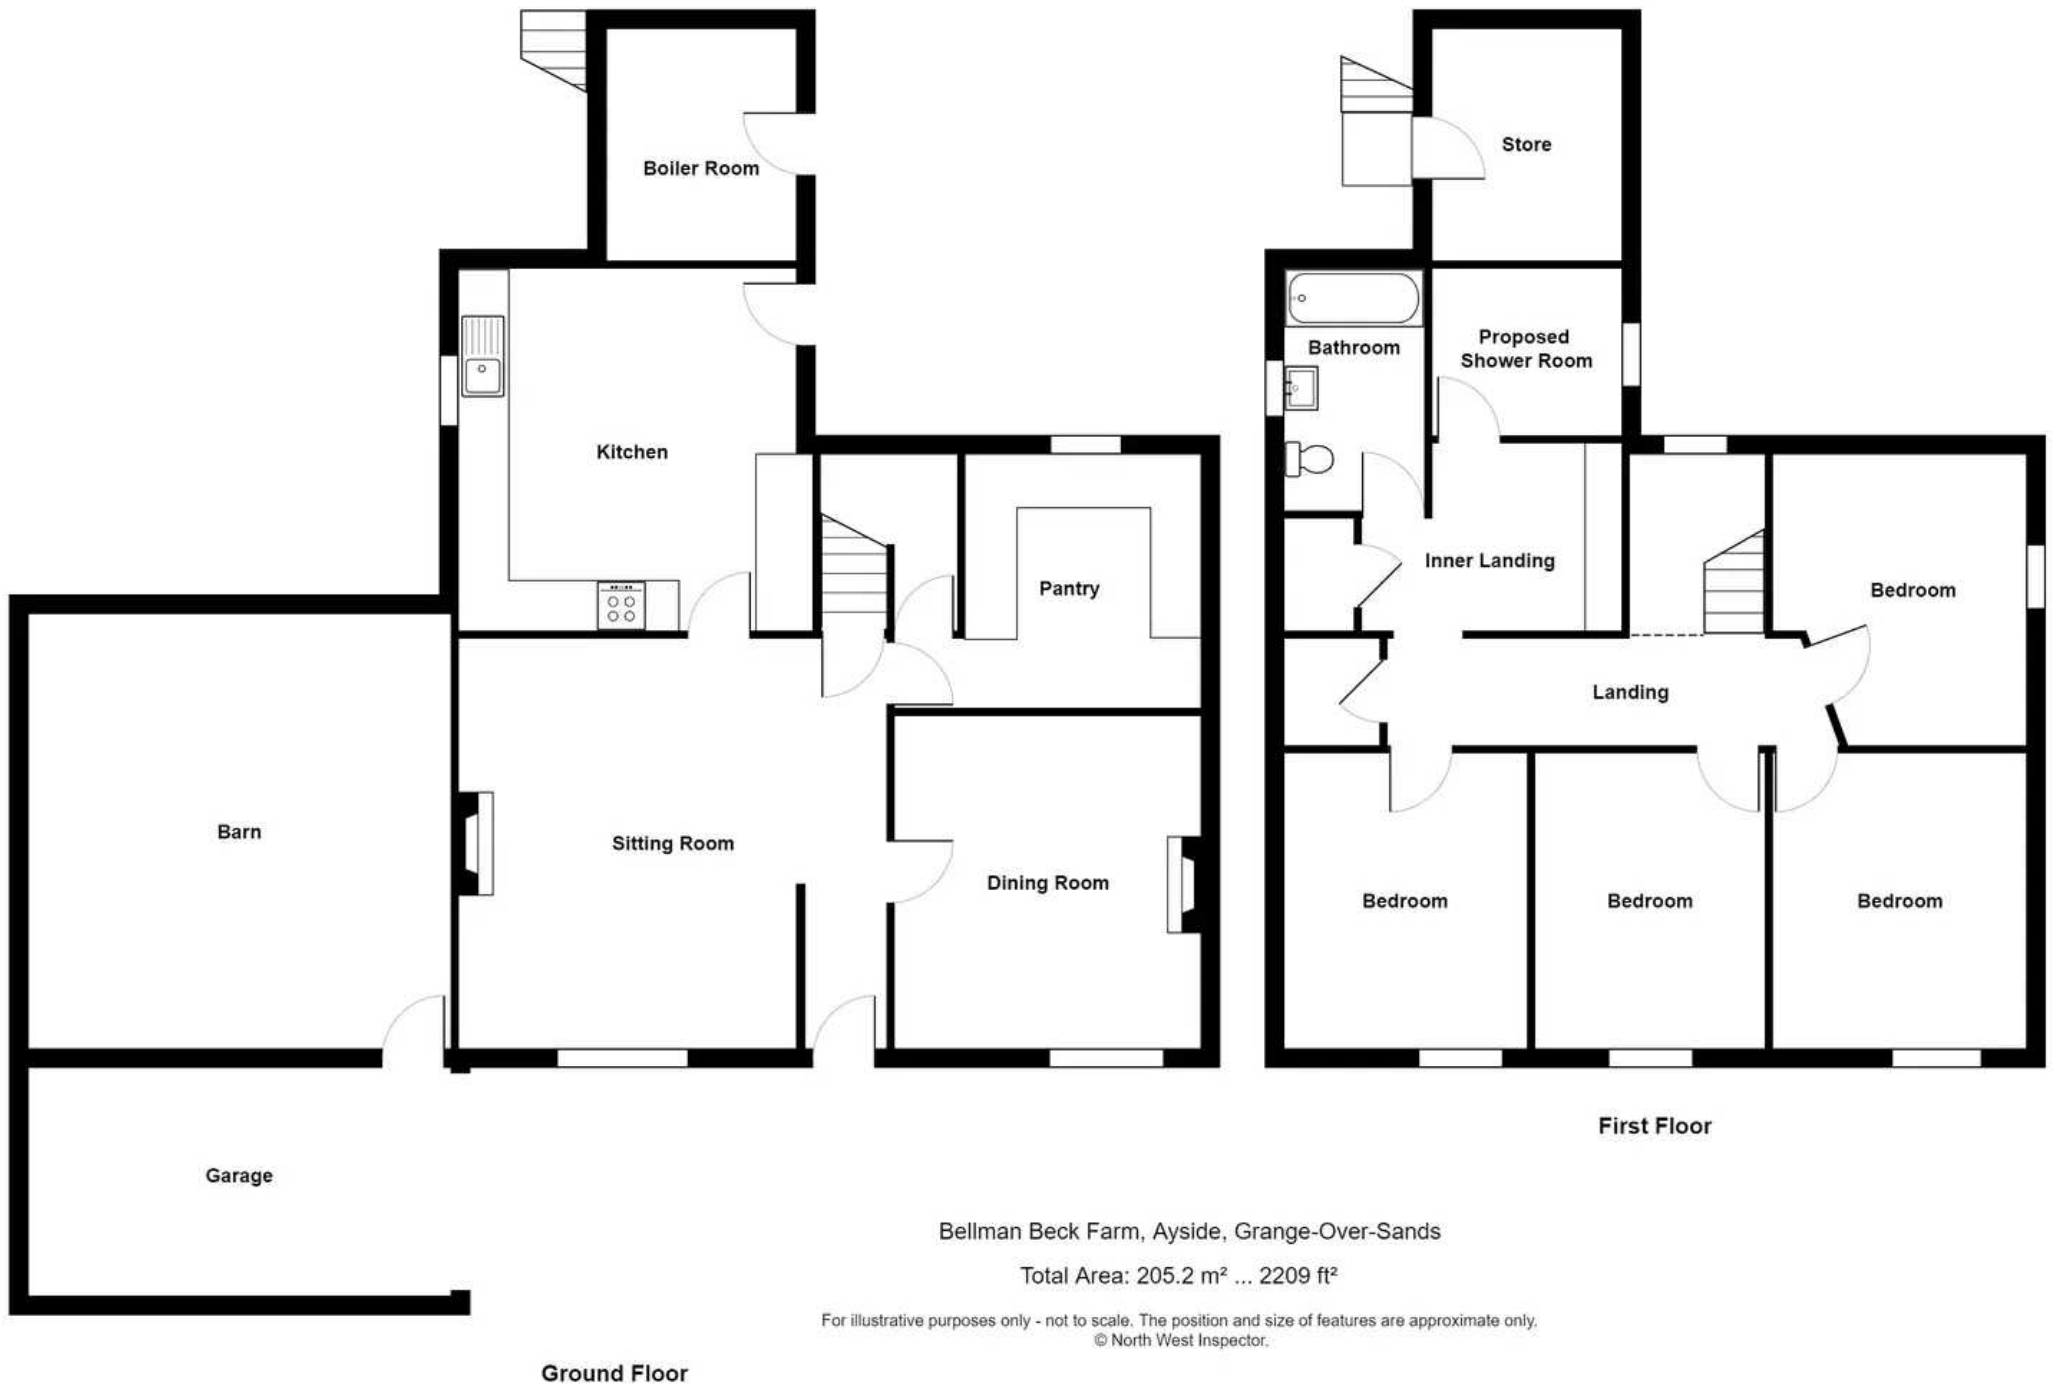 Boiler Room
Kitchen
Pantry
Barn
Sitting Room
Dining Room
Garage
Ground Floor
Store
Proposed
Shower Room
Bathroom
Inner Landing
Bedroom
Landing
Bedroom
Bedroom
Bedroom
First Floor
Bellman Beck Farm, Ayside, Grange-Over-Sands
Total Area: 205.2 m² ... 2209 ft²
For illustrative purposes only - not to scale. The position and size of features are approximate only.
© North West Inspector.